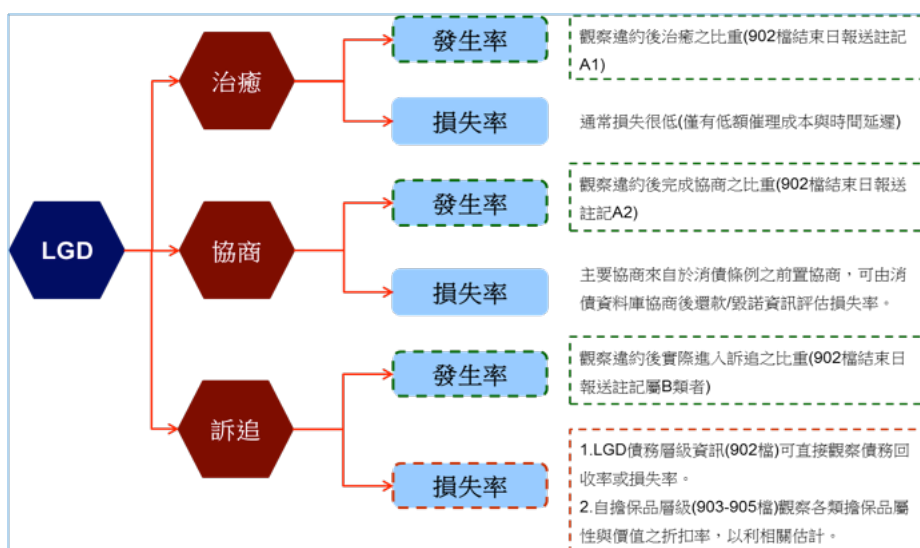 LGD
治癒
發生率
觀察違約後治癒之比重(902檔結束日報送註記
A1)
損失率
通常損失很低(僅有低額催理成本與時間延遲)
協商
發生率
觀察違約後完成協商之比重(902檔結束日報送
註記A2)
損失率
主要協商來自於消債條例之前置協商，可由消
債資料庫協商後還款/毀諾資訊評估損失率。
訴追
發生率
觀察違約後實際進入訴追之比重(902檔結束日
報送註記屬B類者)
損失率
1.LGD債務層級資訊(902檔)可直接觀察債務回
收率或損失率。
2.自擔保品層級(903-905檔)觀察各類擔保品屬
性與價值之折扣率，以利相關估計。